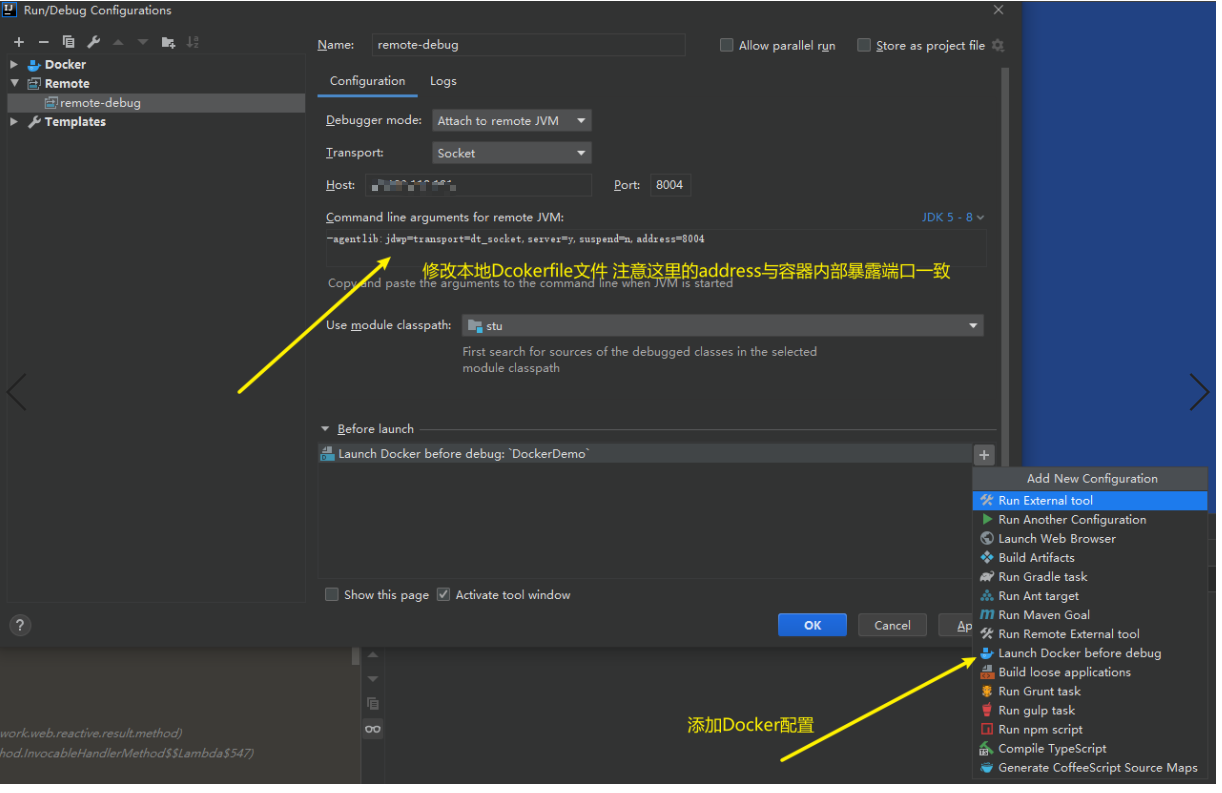 Run/Debug Configurations
Docker
Remote
remote-debug
Templates
Name: remote-debug
Allow parallel run
Store as project file
Configuration
Logs
Debugger mode: Attach to remote JVM
Transport: Socket
Host:
Port: 8004
Command line arguments for remote JVM:
JDK 5 - 8
-agentlib:jdwp=transport=dt_socket,server=y,suspend=n,address=8004
修改本地Dcokerfile文件 注意这里的address与容器内部暴露端口一致
Copy and paste the arguments to the command line when JVM is started
Use module classpath: stu
First search for sources of the debugged classes in the selected
module classpath
Before launch
Launch Docker before debug: `DockerDemo`
Add New Configuration
Run External tool
Run Another Configuration
Launch Web Browser
Build Artifacts
Run Gradle task
Run Ant target
Run Maven Goal
Run Remote External tool
Launch Docker before debug
Build loose applications
Run Grunt task
Run gulp task
Run npm script
Compile TypeScript
Generate CoffeeScript Source Maps
Show this page
Activate tool window
OK
Cancel
Ap
添加Docker配置
work.web.reactive.result.method)
hod.InvocableHandlerMethod$$Lambda$547)